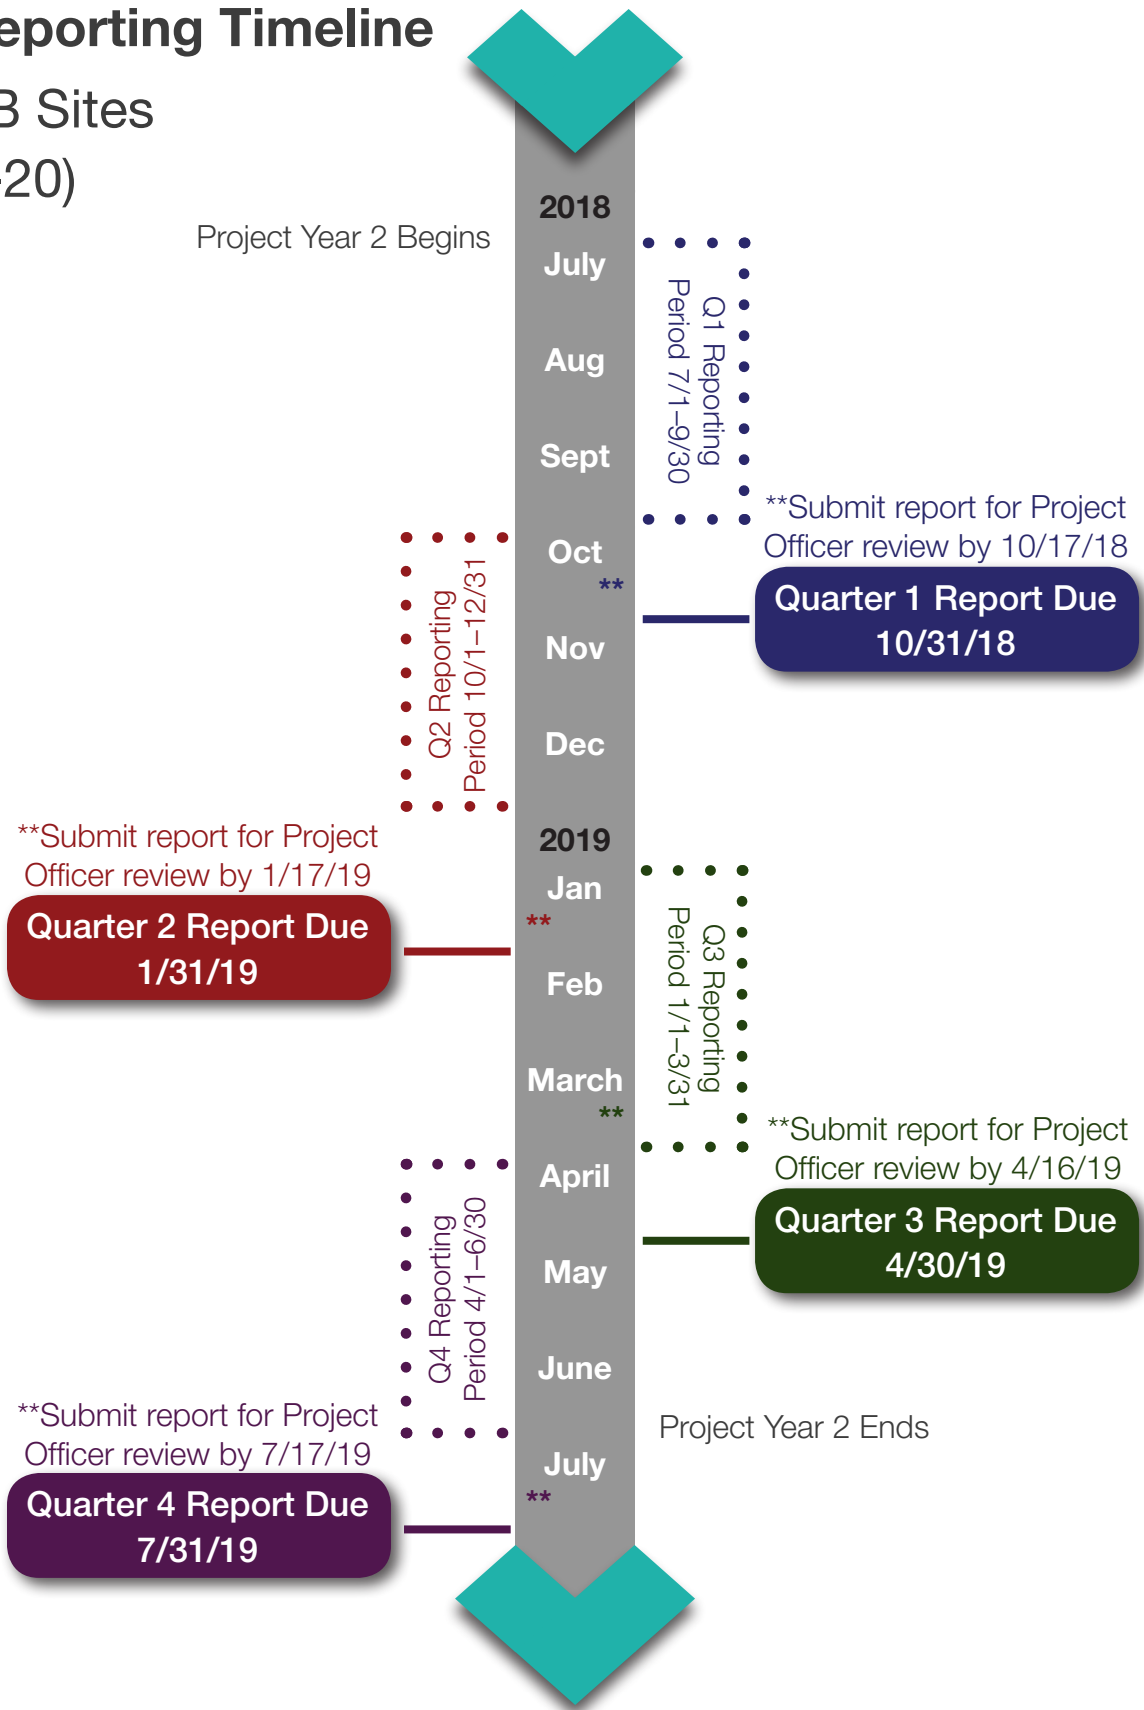 eporting Timeline
B Sites
-20)
2018
Project Year 2 Begins
July
Q1 Reporting
Period 7/1–9/30
Aug
Sept
**Submit report for Project
Officer review by 10/17/18
Oct
**
Quarter 1 Report Due
10/31/18
Q2 Reporting
Period 10/1–12/31
Nov
Dec
2019
**Submit report for Project
Officer review by 1/17/19
Jan
**
Quarter 2 Report Due
1/31/19
Q3 Reporting
Period 1/1–3/31
Feb
March
**
**Submit report for Project
Officer review by 4/16/19
April
Quarter 3 Report Due
4/30/19
Q4 Reporting
Period 4/1–6/30
May
June
**Submit report for Project
Officer review by 7/17/19
Project Year 2 Ends
July
**
Quarter 4 Report Due
7/31/19